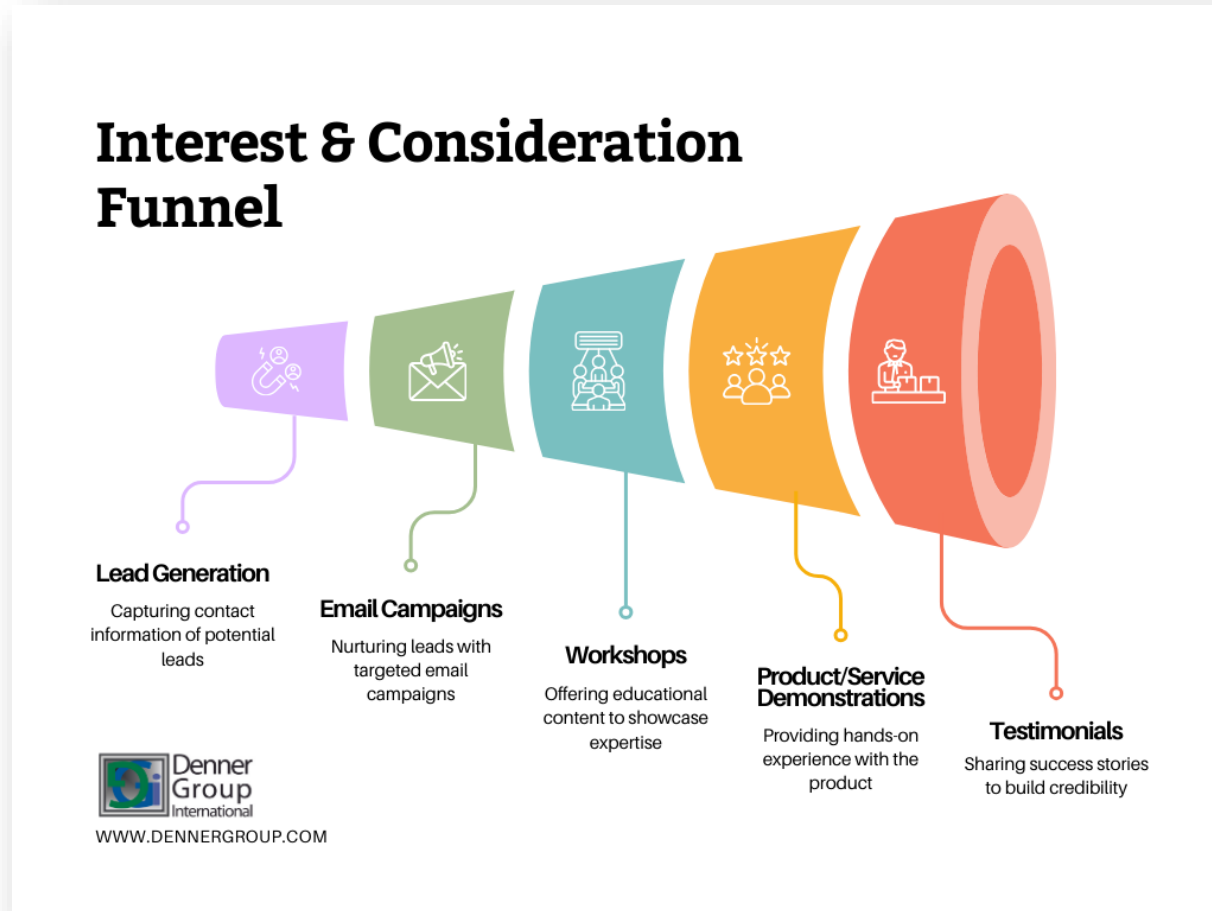 Interest & Consideration
Funnel
Lead Generation
Capturing contact
information of potential
leads
Email Campaigns
Nurturing leads with
targeted email
campaigns
Workshops
Offering educational
content to showcase
expertise
Product/Service
Demonstrations
Providing hands-on
experience with the
product
Testimonials
Sharing success stories
to build credibility
DGi
Denner
Group
International
WWW.DENNERGROUP.COM